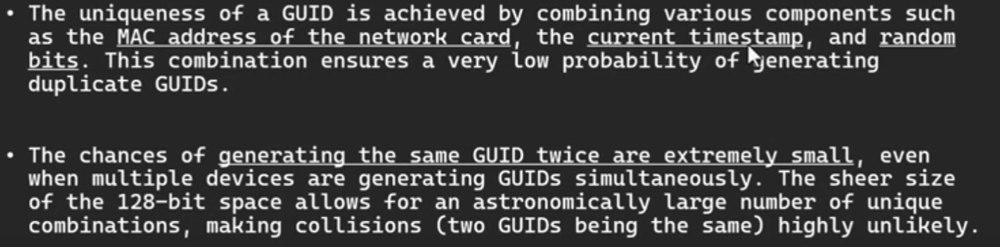 • The uniqueness of a GUID is achieved by combining various components such
as the MAC address of the network card, the current timestamp, and random
bits. This combination ensures a very low probability of generating
duplicate GUIDs.
• The chances of generating the same GUID twice are extremely small, even
when multiple devices are generating GUIDs simultaneously. The sheer size
of the 128-bit space allows for an astronomically large number of unique
combinations, making collisions (two GUIDs being the same) highly unlikely.